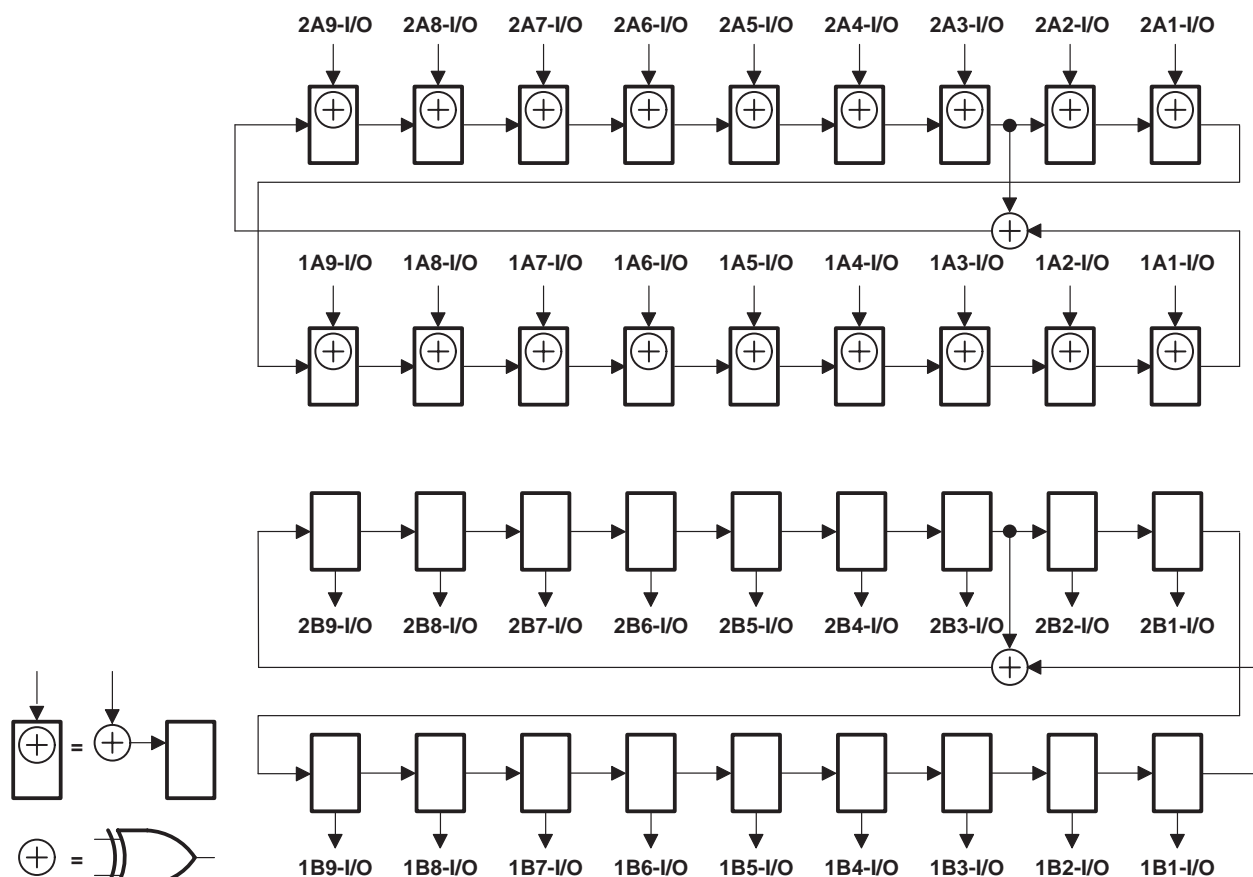 2A9-I/O 2A8-I/O 2A7-I/O 2A6-I/O 2A5-I/O 2A4-I/O 2A3-I/O 2A2-I/O 2A1-I/O
1A9-I/O 1A8-I/O 1A7-I/O 1A6-I/O 1A5-I/O 1A4-I/O 1A3-I/O 1A2-I/O 1A1-I/O
2B9-I/O 2B8-I/O 2B7-I/O 2B6-I/O 2B5-I/O 2B4-I/O 2B3-I/O 2B2-I/O 2B1-I/O
=
=
1B9-I/O 1B8-I/O 1B7-I/O 1B6-I/O 1B5-I/O 1B4-I/O 1B3-I/O 1B2-I/O 1B1-I/O